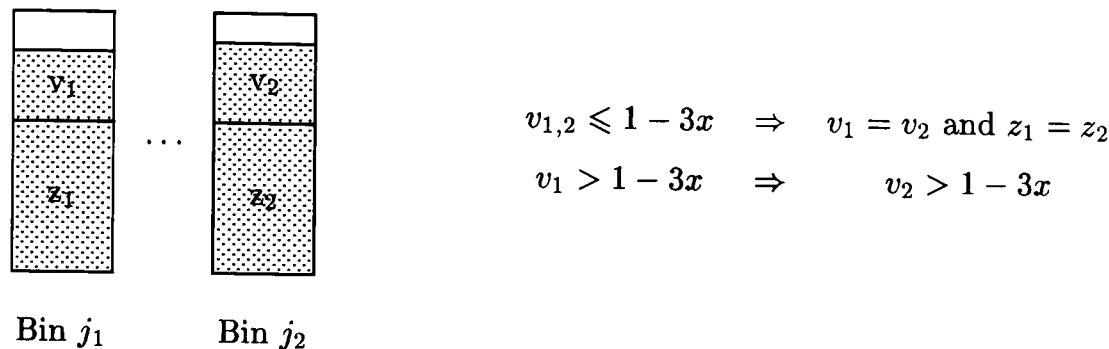 v₁ v₂
z₁ ... z₂
Bin j₁ Bin j₂
v₁,₂ ⩽ 1 − 3x ⇒ v₁ = v₂ and z₁ = z₂
v₁ > 1 − 3x ⇒ v₂ > 1 − 3x